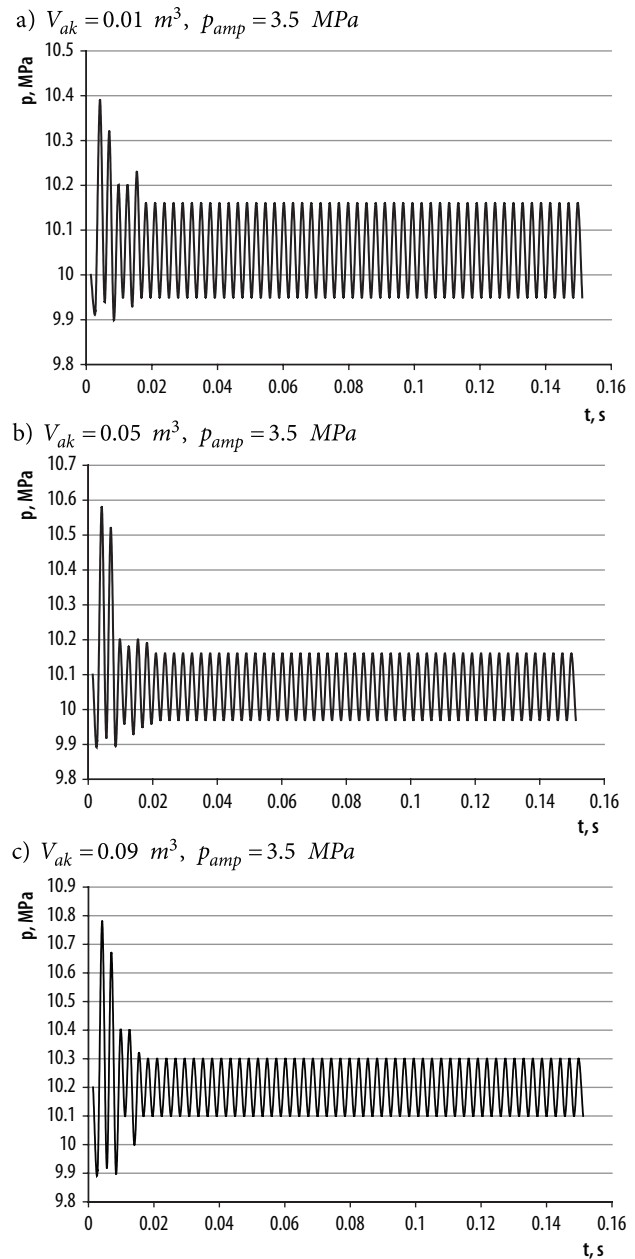 a) V_ak = 0.01 m³, p_amp = 3.5 MPa
p, MPa
10.5
10.4
10.3
10.2
10.1
10
9.9
9.8
0 0.02 0.04 0.06 0.08 0.1 0.12 0.14 0.16
t, s
b) V_ak = 0.05 m³, p_amp = 3.5 MPa
p, MPa
10.7
10.6
10.5
10.4
10.3
10.2
10.1
10
9.9
9.8
0 0.02 0.04 0.06 0.08 0.1 0.12 0.14 0.16
t, s
c) V_ak = 0.09 m³, p_amp = 3.5 MPa
p, MPa
10.9
10.8
10.7
10.6
10.5
10.4
10.3
10.2
10.1
10
9.9
9.8
0 0.02 0.04 0.06 0.08 0.1 0.12 0.14 0.16
t, s